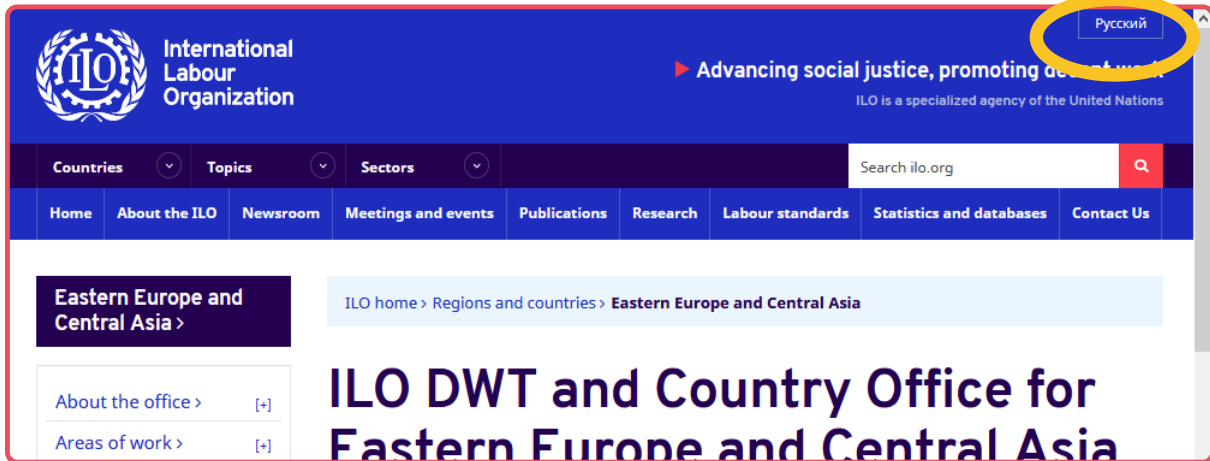 Русский
ILO
International
Labour
Organization
Advancing social justice, promoting decent work
ILO is a specialized agency of the United Nations
Countries Topics Sectors Search ilo.org
Home About the ILO Newsroom Meetings and events Publications Research Labour standards Statistics and databases Contact Us
Eastern Europe and
Central Asia >
ILO home > Regions and countries > Eastern Europe and Central Asia
About the office > [+]
Areas of work > [+]
ILO DWT and Country Office for
Eastern Europe and Central Asia